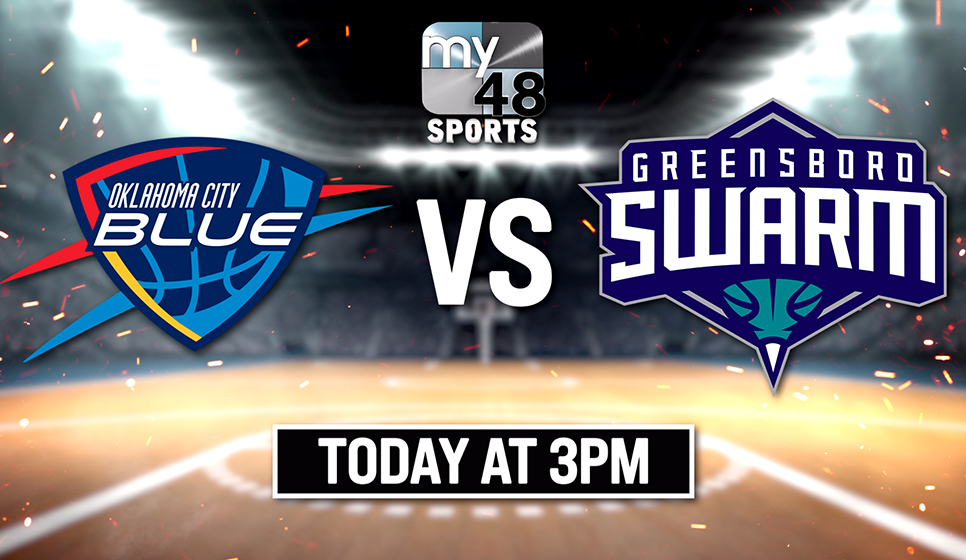 my
48
SPORTS
OKLAHOMA CITY
BLUE
VS
GREENSBORO
SWARM
TODAY AT 3PM